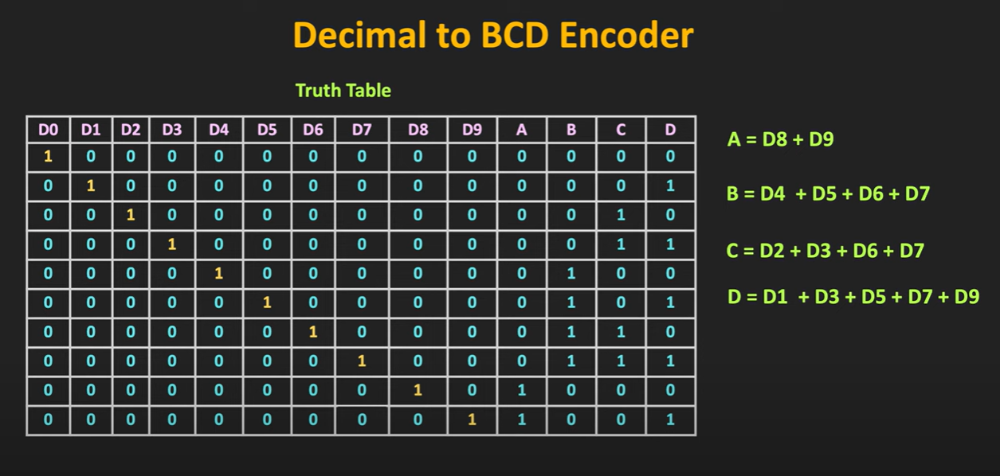 Decimal to BCD Encoder
Truth Table
D0 D1 D2 D3 D4 D5 D6 D7 D8 D9 A B C D
1 0 0 0 0 0 0 0 0 0 0 0 0 0
0 1 0 0 0 0 0 0 0 0 0 0 0 1
0 0 1 0 0 0 0 0 0 0 0 0 1 0
0 0 0 1 0 0 0 0 0 0 0 0 1 1
0 0 0 0 1 0 0 0 0 0 0 1 0 0
0 0 0 0 0 1 0 0 0 0 0 1 0 1
0 0 0 0 0 0 1 0 0 0 0 1 1 0
0 0 0 0 0 0 0 1 0 0 0 1 1 1
0 0 0 0 0 0 0 0 1 0 1 0 0 0
0 0 0 0 0 0 0 0 0 1 1 0 0 1
A = D8 + D9
B = D4 + D5 + D6 + D7
C = D2 + D3 + D6 + D7
D = D1 + D3 + D5 + D7 + D9